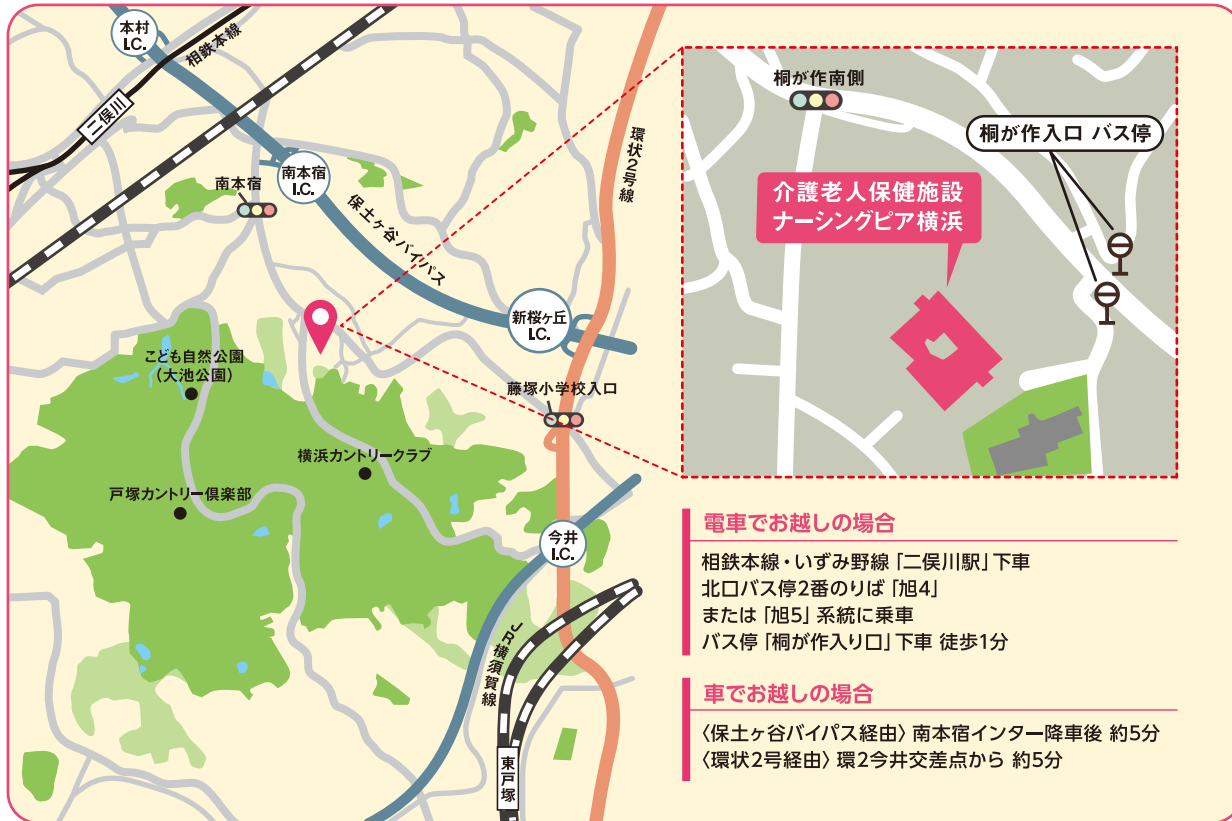 本村
I.C.
相鉄本線
二俣川
南本宿
I.C.
南本宿
保土ヶ谷バイパス
環状2号線
新桜ヶ丘
I.C.
こども自然公園
（大池公園）
藤塚小学校入口
横浜カントリークラブ
戸塚カントリー倶楽部
今井
I.C.
JR横須賀線
東戸塚
桐が作南側
桐が作入口 バス停
介護老人保健施設
ナーシングピア横浜
電車でお越しの場合
相鉄本線・いずみ野線「二俣川駅」下車
北口バス停2番のりば「旭4」
または「旭5」系統に乗車
バス停「桐が作入り口」下車 徒歩1分
車でお越しの場合
〈保土ヶ谷バイパス経由〉南本宿インター降車後 約5分
〈環状2号経由〉環2今井交差点から 約5分